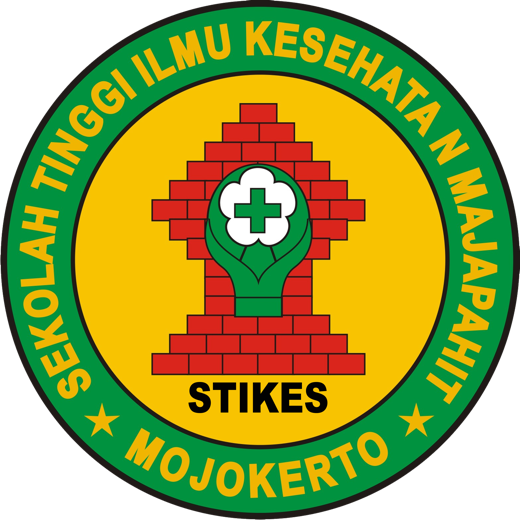 SEKOLAH TINGGI ILMU KESEHATA N MAJAPAHIT
STIKES
MOJOKERTO